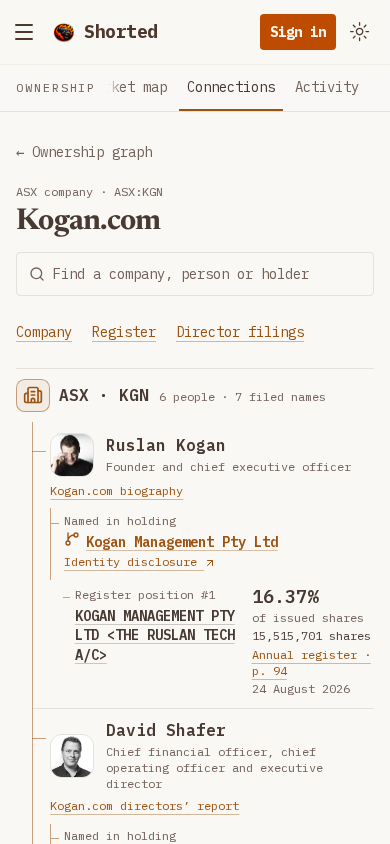 Shorted
Sign in
OWNERSHIP ket map Connections Activity
← Ownership graph
ASX company · ASX:KGN
Kogan.com
Find a company, person or holder
Company Register Director filings
ASX · KGN 6 people · 7 filed names
Ruslan Kogan
Founder and chief executive officer
Kogan.com biography
Named in holding
Kogan Management Pty Ltd
Identity disclosure ↗
Register position #1
KOGAN MANAGEMENT PTY
LTD <THE RUSLAN TECH
A/C>
16.37%
of issued shares
15,515,701 shares
Annual register ·
p. 94
24 August 2026
David Shafer
Chief financial officer, chief
operating officer and executive
director
Kogan.com directors’ report
Named in holding